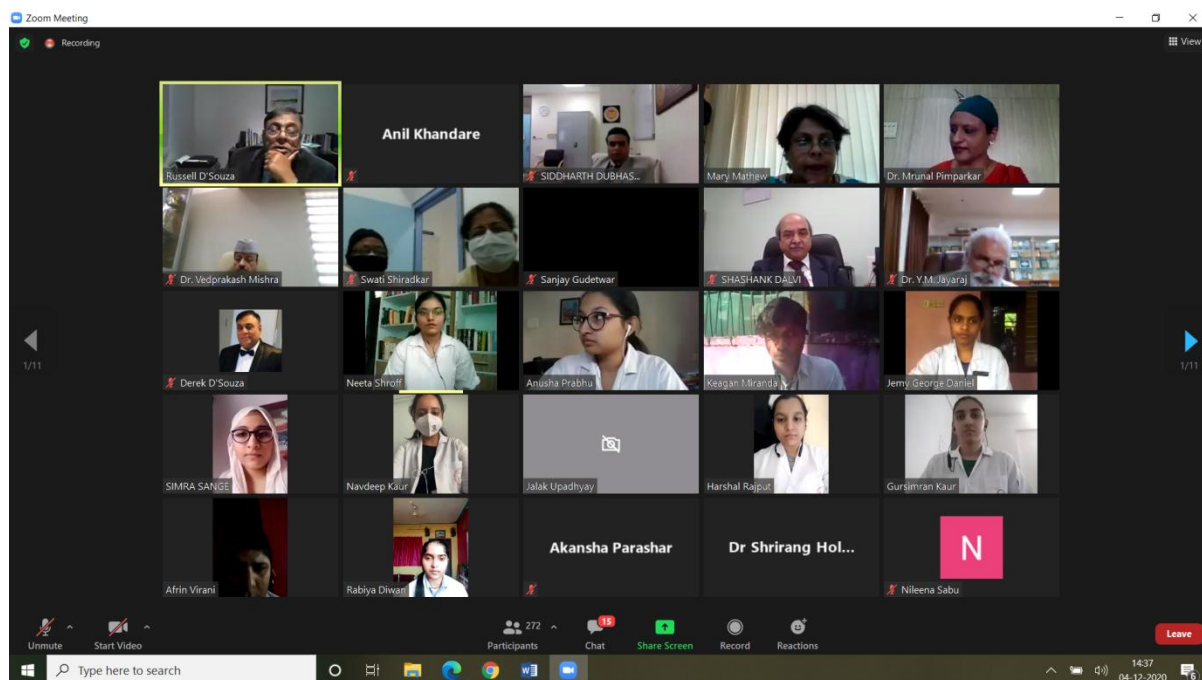 Zoom Meeting
Recording
View
Russell D'Souza
Anil Khandare
SIDDHARTH DUBHAS...
Mary Mathew
Dr. Mrunal Pimparkar
Dr. Vedprakash Mishra
Swati Shiradkar
Sanjay Gudetwar
SHASHANK DALVI
Dr. Y.M. Jayaraj
1/11
1/11
Derek D'Souza
Neeta Shroff
Anusha Prabhu
Keagan Miranda
Jemy George Daniel
SIMRA SANGE
Navdeep Kaur
Jalak Upadhyay
Harshal Rajput
Gursimran Kaur
Afrin Virani
Rabiya Diwan
Akansha Parashar
Dr Shrirang Hol...
N
Nileena Sabu
Unmute
Start Video
272
Participants
15
Chat
Share Screen
Record
Reactions
Leave
Type here to search
14:37
04-12-2020
6